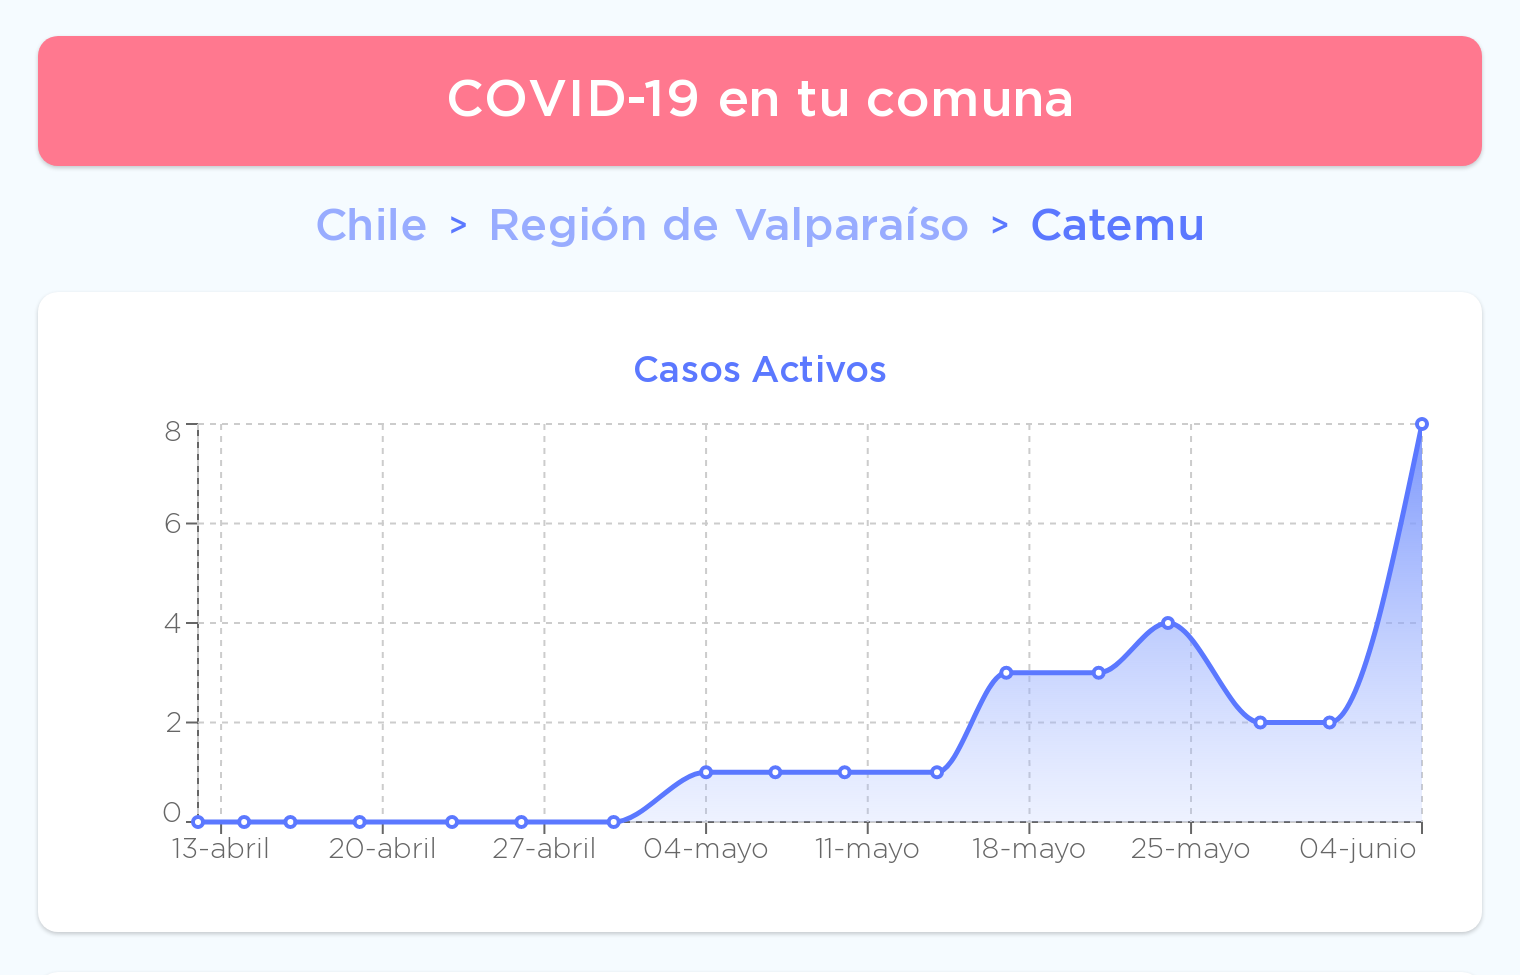 COVID-19 en tu comuna
Chile > Región de Valparaíso > Catemu
Casos Activos
8
6
4
2
0
13-abril 20-abril 27-abril 04-mayo 11-mayo 18-mayo 25-mayo 04-junio